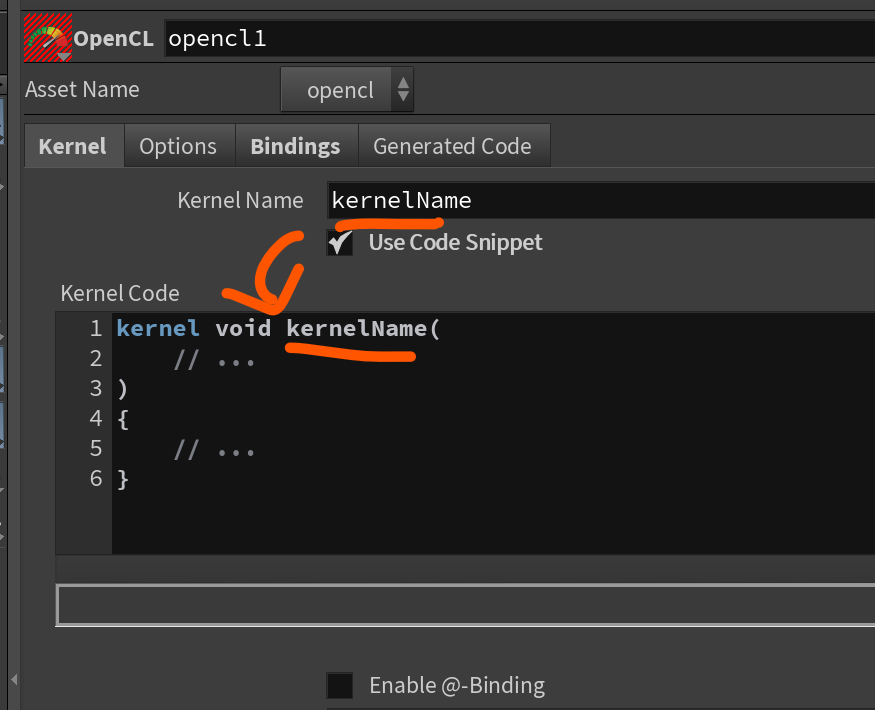 OpenCL opencl1
Asset Name opencl
Kernel Options Bindings Generated Code
Kernel Name kernelName
Use Code Snippet
Kernel Code
1 kernel void kernelName(
2     // ...
3 )
4 {
5     // ...
6 }
Enable @-Binding